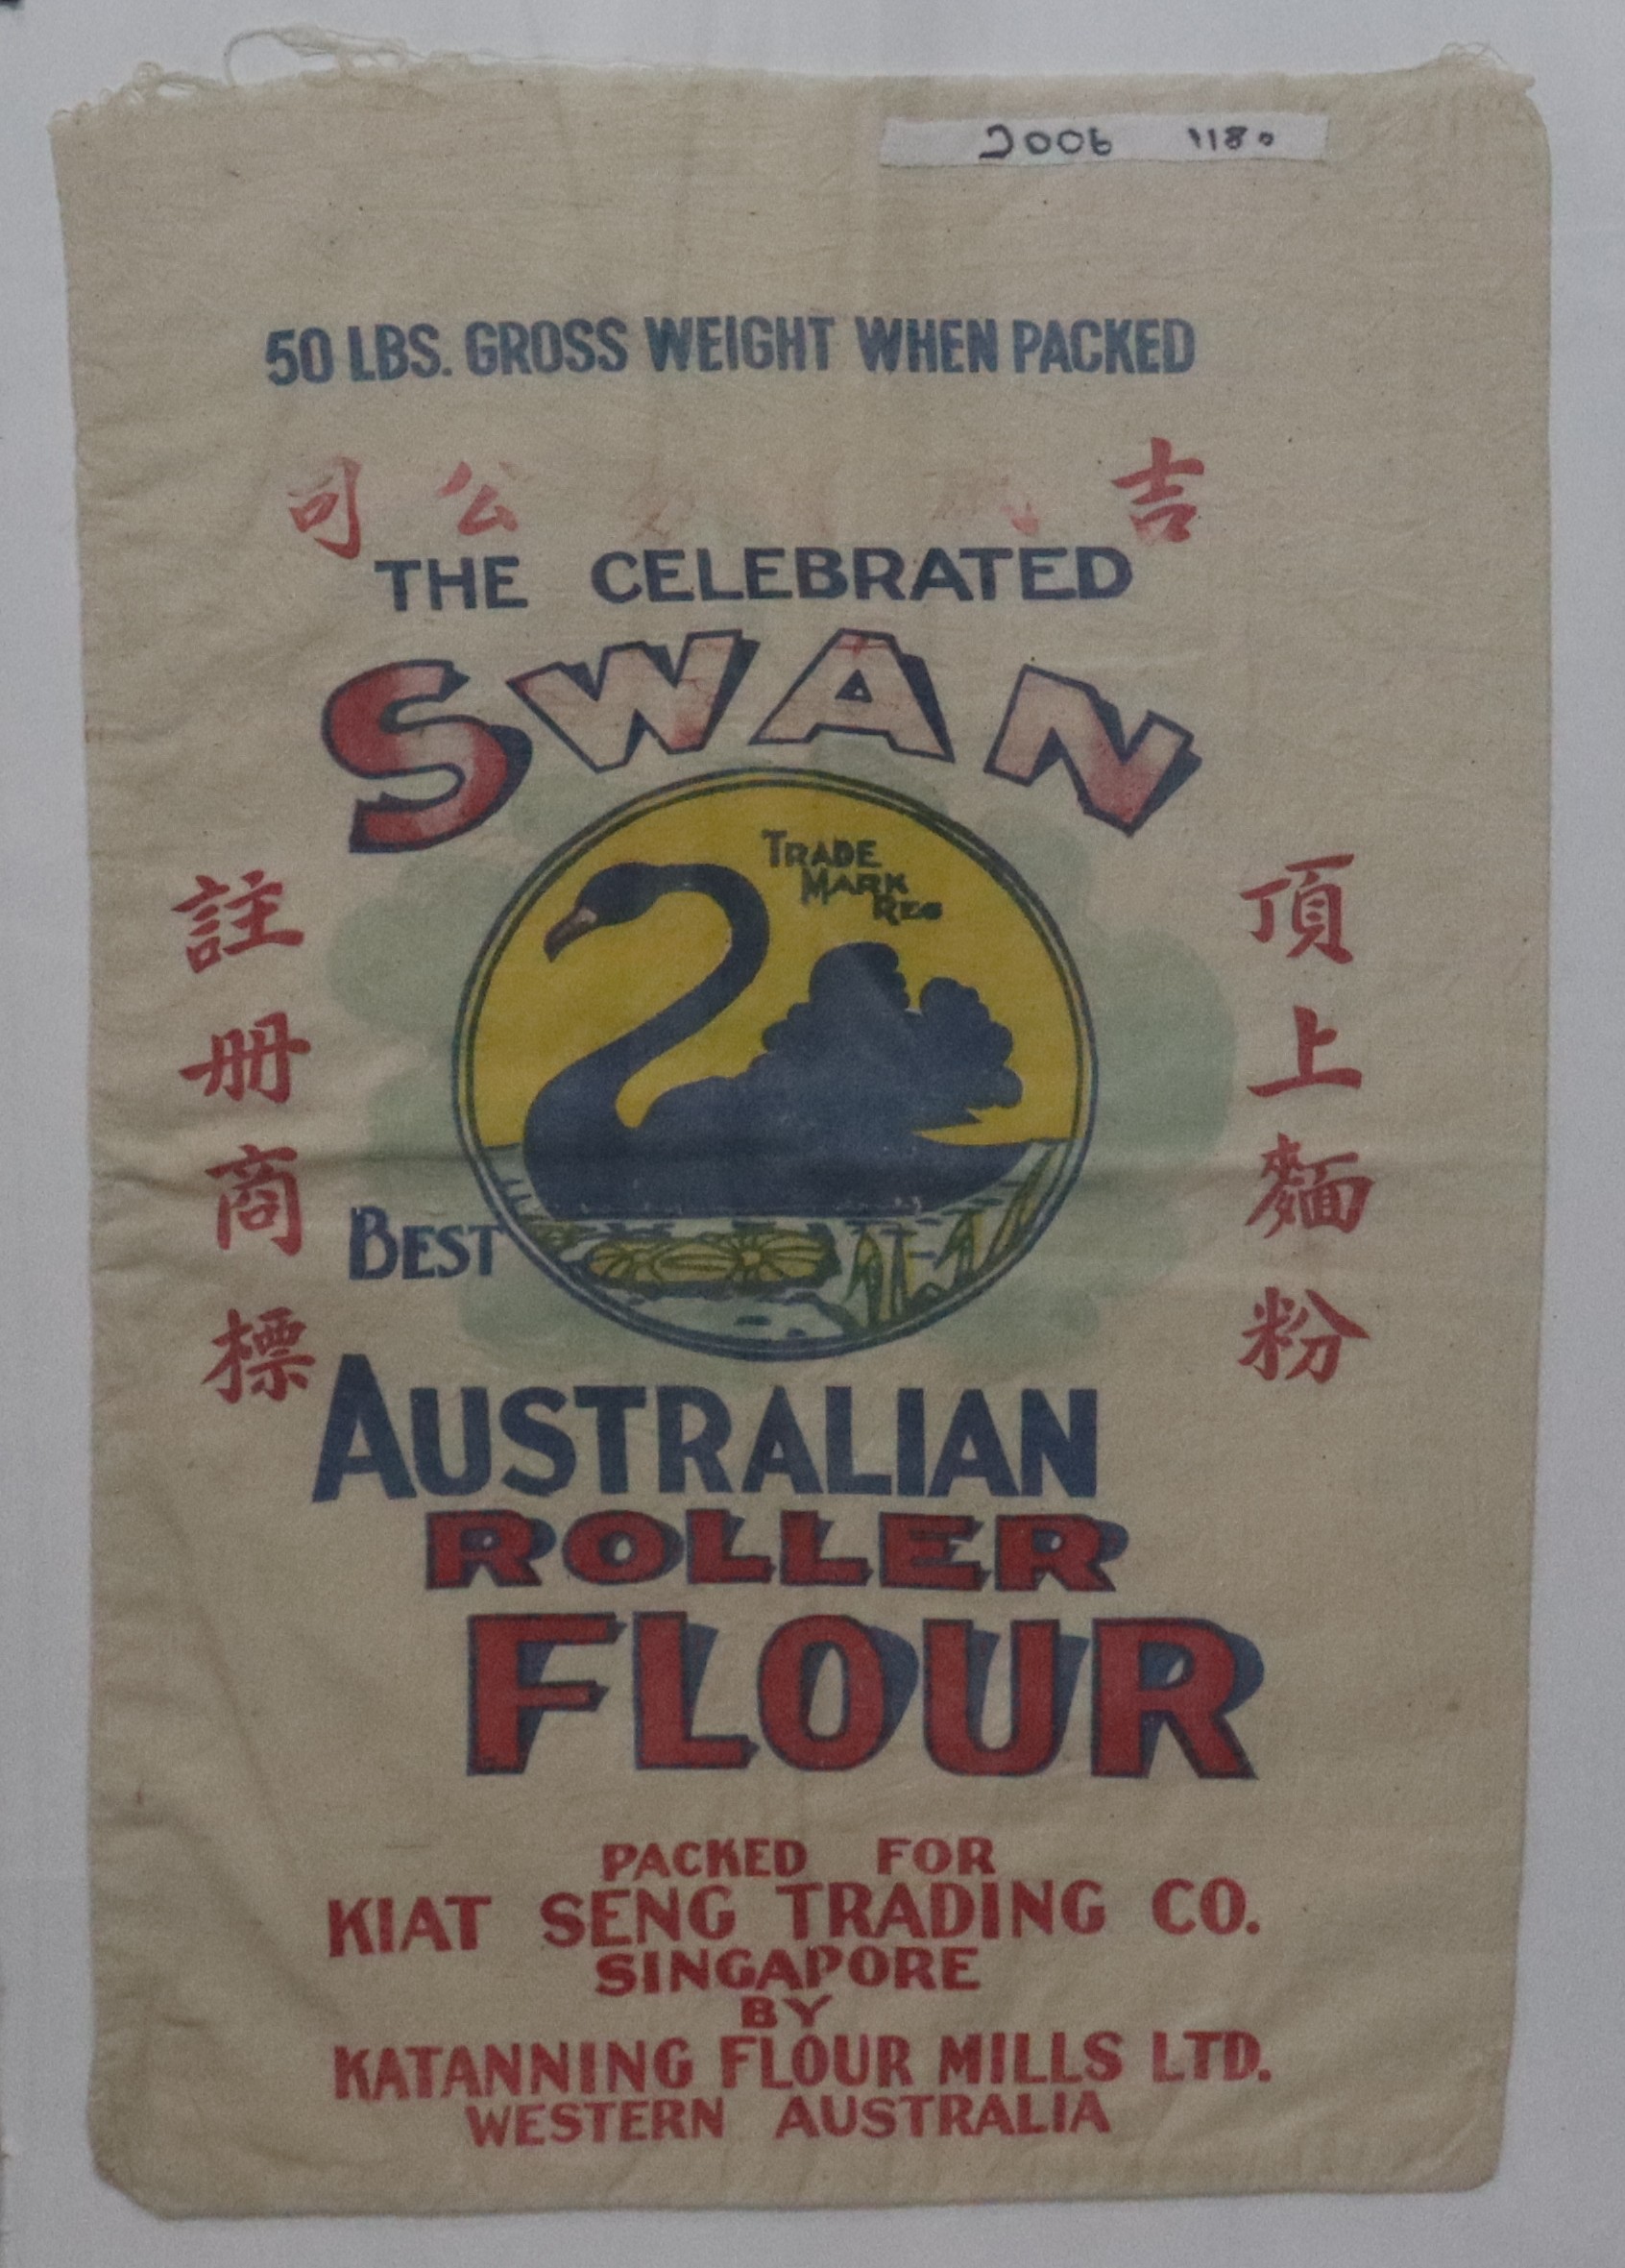 2006 1180
50 LBS. GROSS WEIGHT WHEN PACKED
吉 公司
THE CELEBRATED
SWAN
TRADE
MARK
REG
頂上麵粉
註册商標
BEST
AUSTRALIAN
ROLLER
FLOUR
PACKED FOR
KIAT SENG TRADING CO.
SINGAPORE
BY
KATANNING FLOUR MILLS LTD.
WESTERN AUSTRALIA